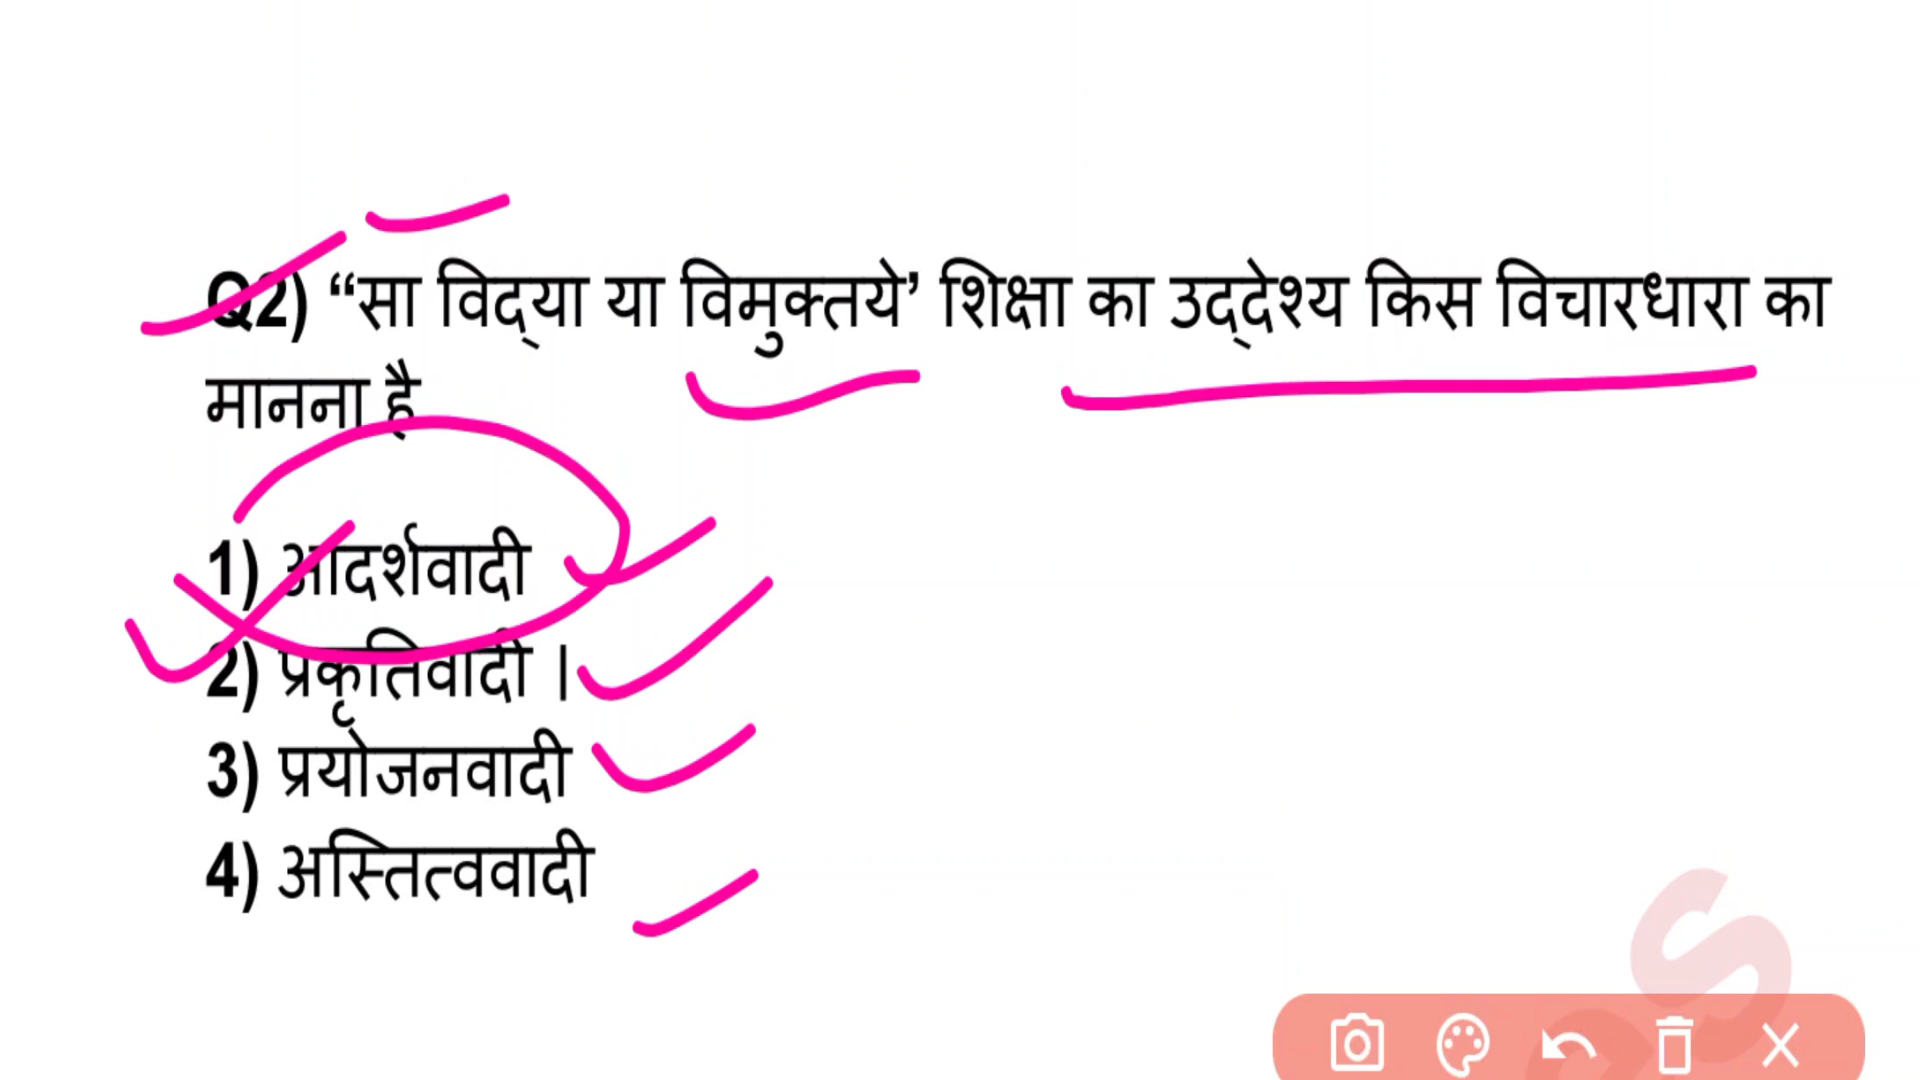 Q2) “सा विद्या या विमुक्तये’ शिक्षा का उद्देश्य किस विचारधारा का
मानना है
1) आदर्शवादी
2) प्रकृतिवादी |
3) प्रयोजनवादी
4) अस्तित्ववादी